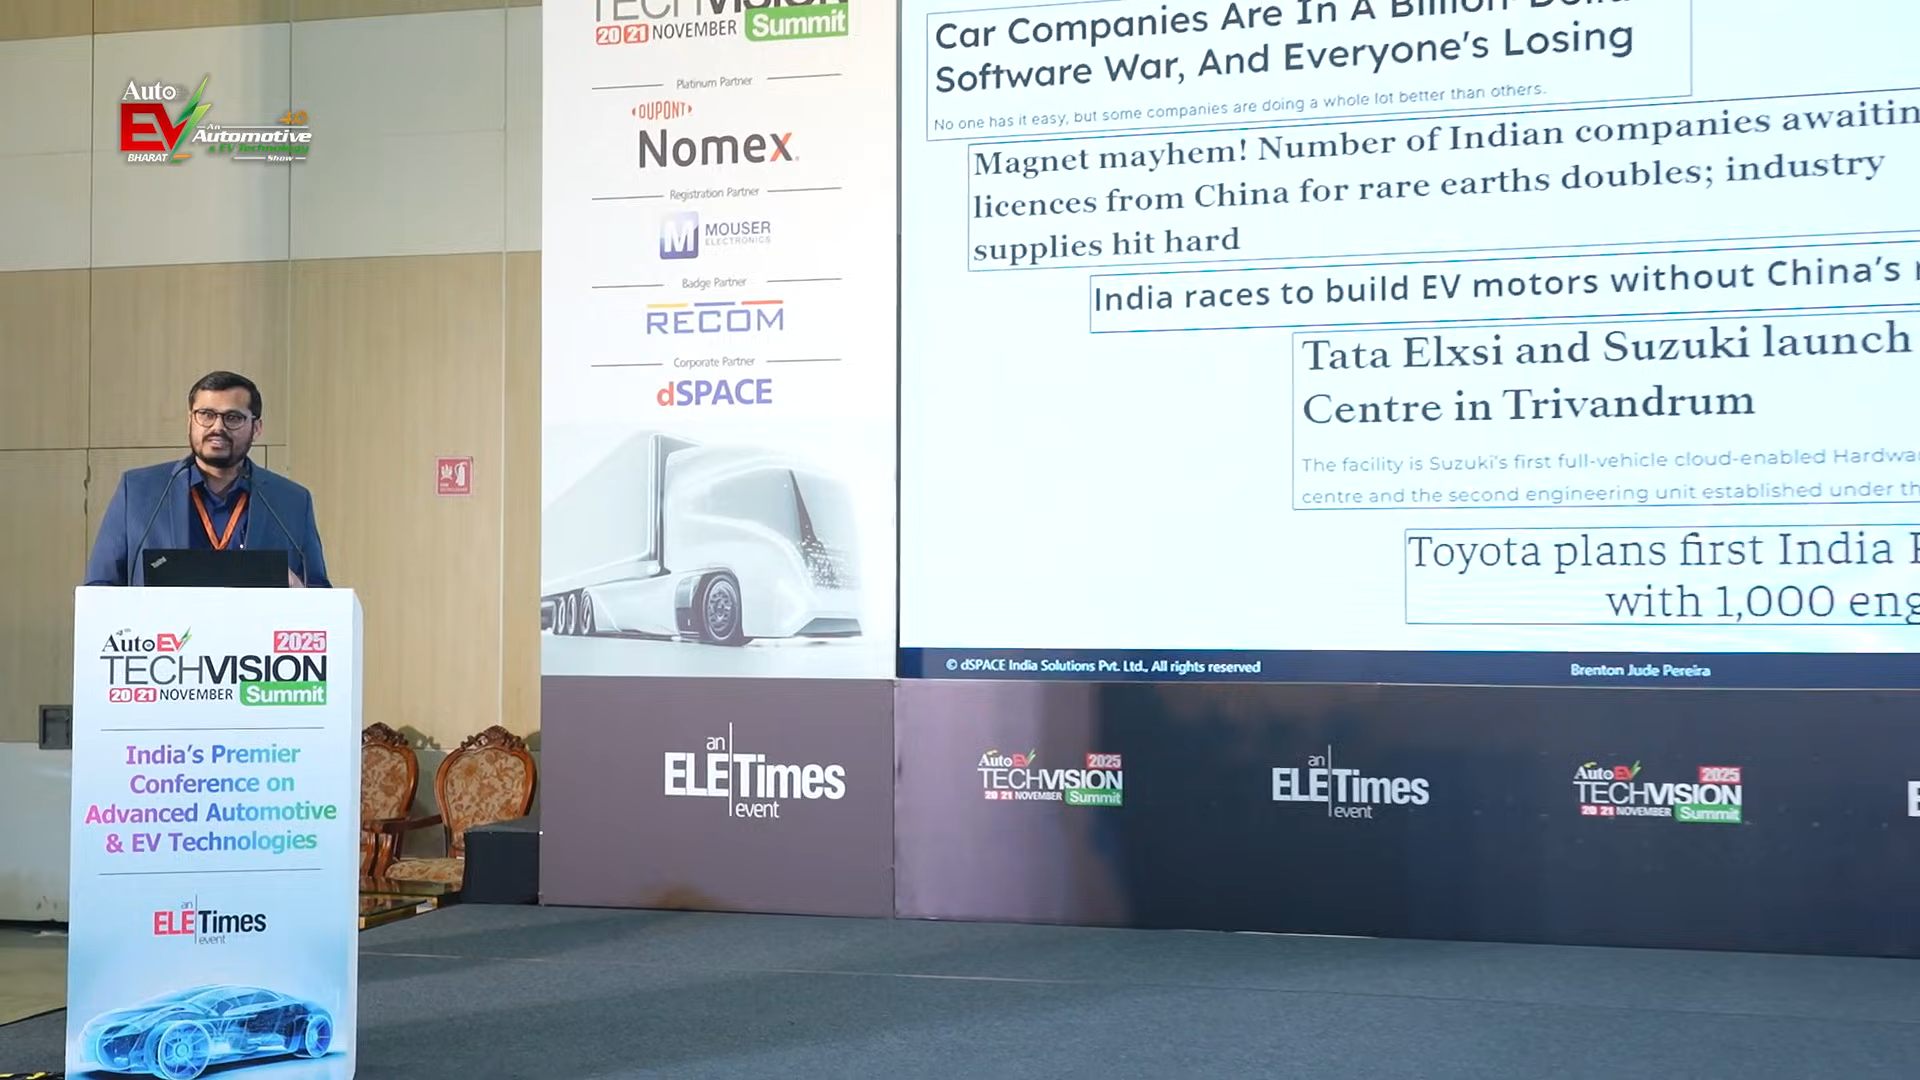 Auto
EV
BHARAT
An
4.0
Automotive
& EV Technology
Show
TECHVISION
20 21 NOVEMBER Summit
Platinum Partner
DUPONT
Nomex
Registration Partner
M MOUSER
ELECTRONICS
Badge Partner
RECOM
Corporate Partner
dSPACE
Car Companies Are In A Billion
Software War, And Everyone's Losing
No one has it easy, but some companies are doing a whole lot better than others.
Magnet mayhem! Number of Indian companies awaitin
licences from China for rare earths doubles; industry
supplies hit hard
India races to build EV motors without China's
Tata Elxsi and Suzuki launch
Centre in Trivandrum
The facility is Suzuki's first full-vehicle cloud-enabled Hardwa
centre and the second engineering unit established under th
Toyota plans first India
with 1,000 eng
© dSPACE India Solutions Pvt. Ltd., All rights reserved
Brenton Jude Pereira
ThinkPad
Auto EV 2025
TECHVISION
20 21 NOVEMBER Summit
India's Premier
Conference on
Advanced Automotive
& EV Technologies
an
ELE Times
event
an
ELE Times
event
Auto EV 2025
TECHVISION
20 21 NOVEMBER Summit
an
ELE Times
event
Auto EV 2025
TECHVISION
20 21 NOVEMBER Summit